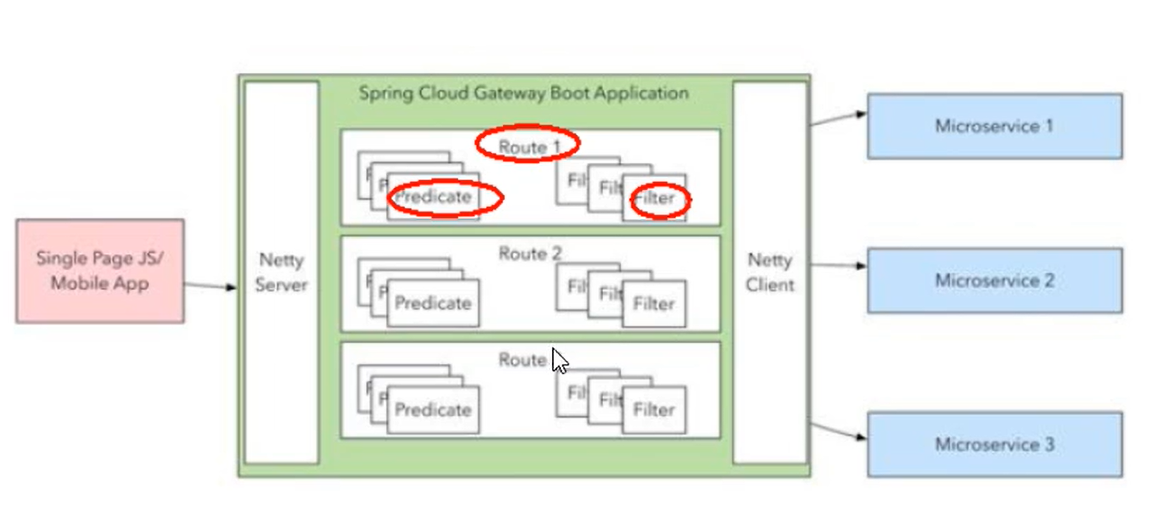 Spring Cloud Gateway Boot Application
Single Page JS/
Mobile App
Netty
Server
Route 1
Predicate
Fil
Filt
Filter
Route 2
Predicate
Fil
Filt
Filter
Route
Predicate
Fil
Filt
Filter
Netty
Client
Microservice 1
Microservice 2
Microservice 3